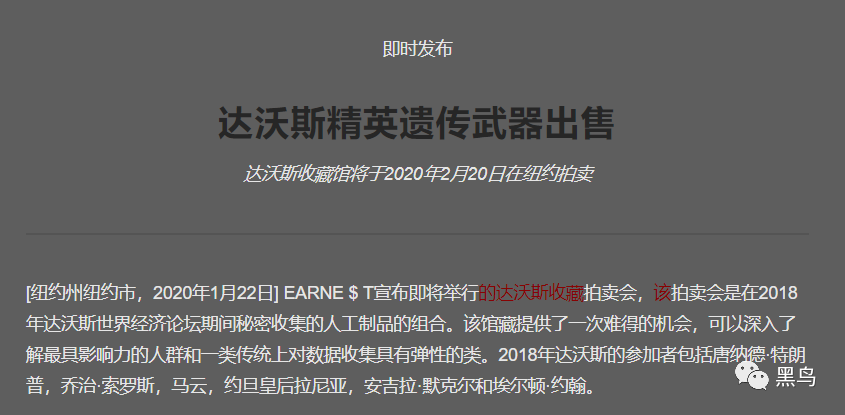 即时发布
达沃斯精英遗传武器出售
达沃斯收藏馆将于2020年2月20日在纽约拍卖
[纽约州纽约市，2020年1月22日] EARNE $ T宣布即将举行的达沃斯收藏拍卖会，该拍卖会是在2018
年达沃斯世界经济论坛期间秘密收集的人工制品的组合。该馆藏提供了一次难得的机会，可以深入了
解最具影响力的人群和一类传统上对数据收集具有弹性的类。2018年达沃斯的参加者包括唐纳德·特朗
普，乔治·索罗斯，马云，约旦皇后拉尼亚，安吉拉·默克尔和埃尔顿·约翰。
黑鸟